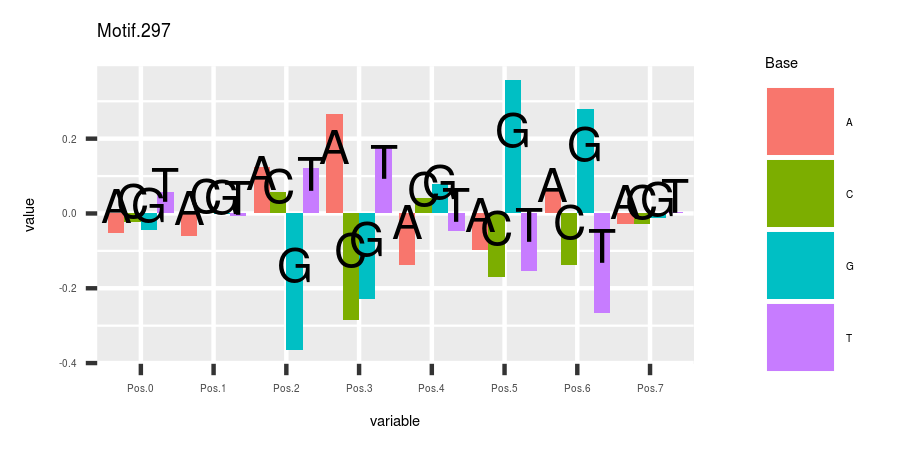 Motif.297
value
0.2
0.0
-0.2
-0.4
A C G T A C G T A C G T A C G T A C G T A C G T A C G T A C G T
Pos.0 Pos.1 Pos.2 Pos.3 Pos.4 Pos.5 Pos.6 Pos.7
variable
Base
A
C
G
T